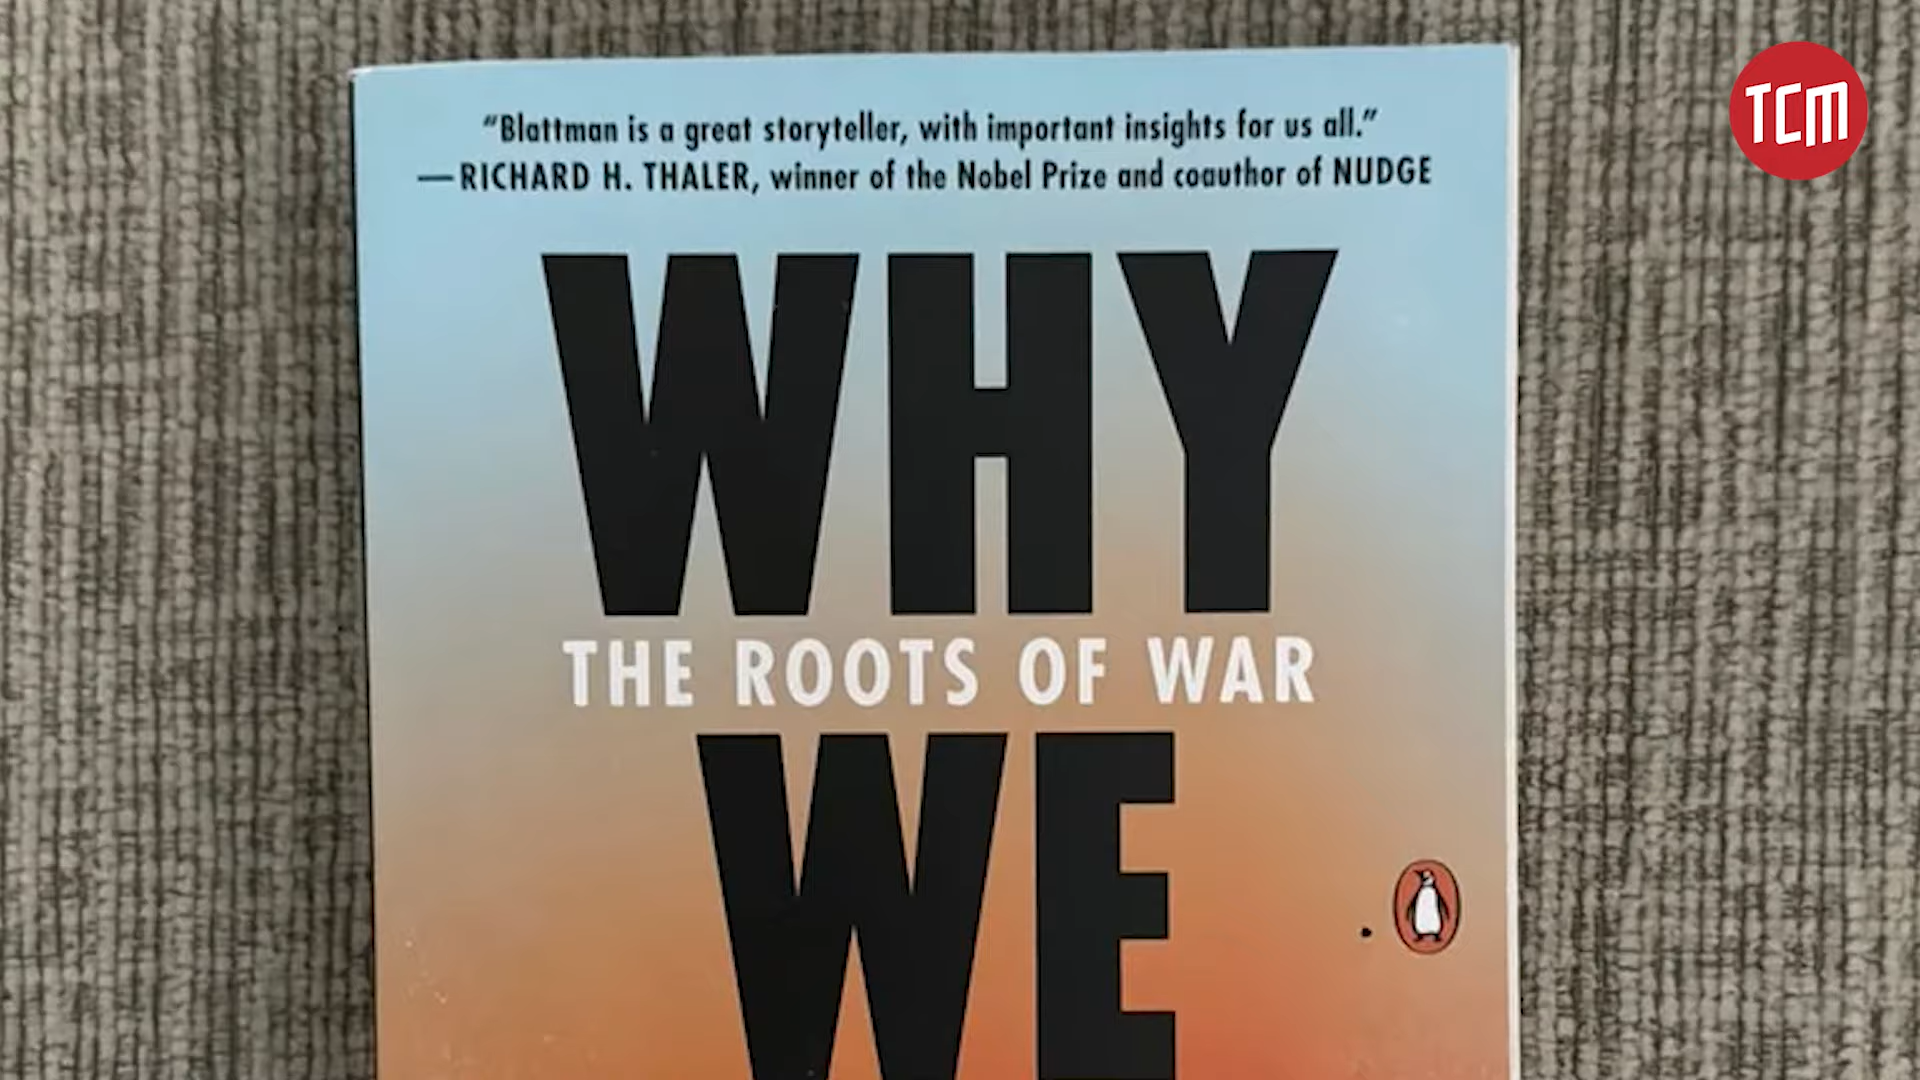 “Blattman is a great storyteller, with important insights for us all.”
—RICHARD H. THALER, winner of the Nobel Prize and coauthor of NUDGE
WHY
THE ROOTS OF WAR
WE
TCM